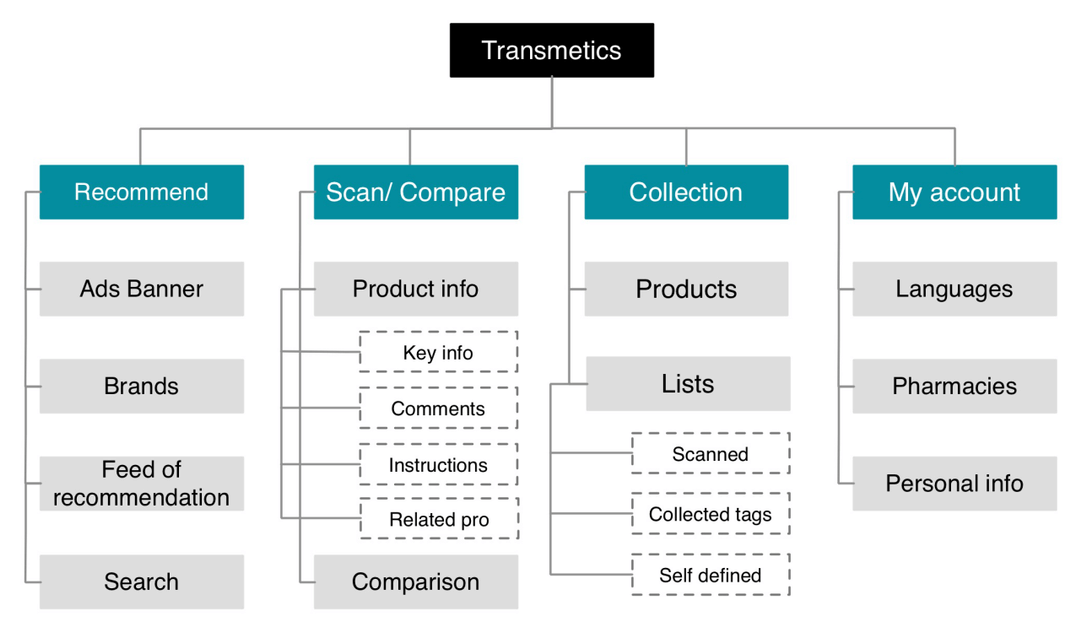 Transmetics
Recommend
Scan/ Compare
Collection
My account
Ads Banner
Brands
Feed of
recommendation
Search
Product info
Key info
Comments
Instructions
Related pro
Comparison
Products
Lists
Scanned
Collected tags
Self defined
Languages
Pharmacies
Personal info